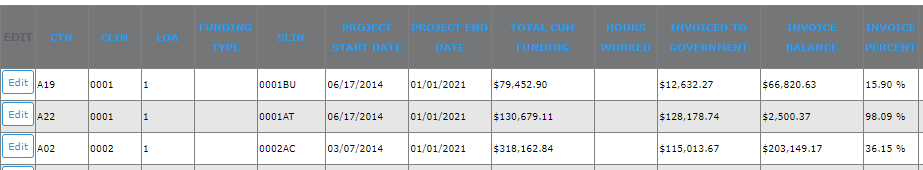 EDIT CTN CLIN LOA FUNDING TYPE SLIN PROJECT START DATE PROJECT END DATE TOTAL CUM FUNDING HOURS WORKED INVOICED TO GOVERNMENT INVOICE BALANCE INVOICE PERCENT
Edit A19 0001 1 0001BU 06/17/2014 01/01/2021 $79,452.90 $12,632.27 $66,820.63 15.90 %
Edit A22 0001 1 0001AT 06/17/2014 01/01/2021 $130,679.11 $128,178.74 $2,500.37 98.09 %
Edit A02 0002 1 0002AC 03/07/2014 01/01/2021 $318,162.84 $115,013.67 $203,149.17 36.15 %